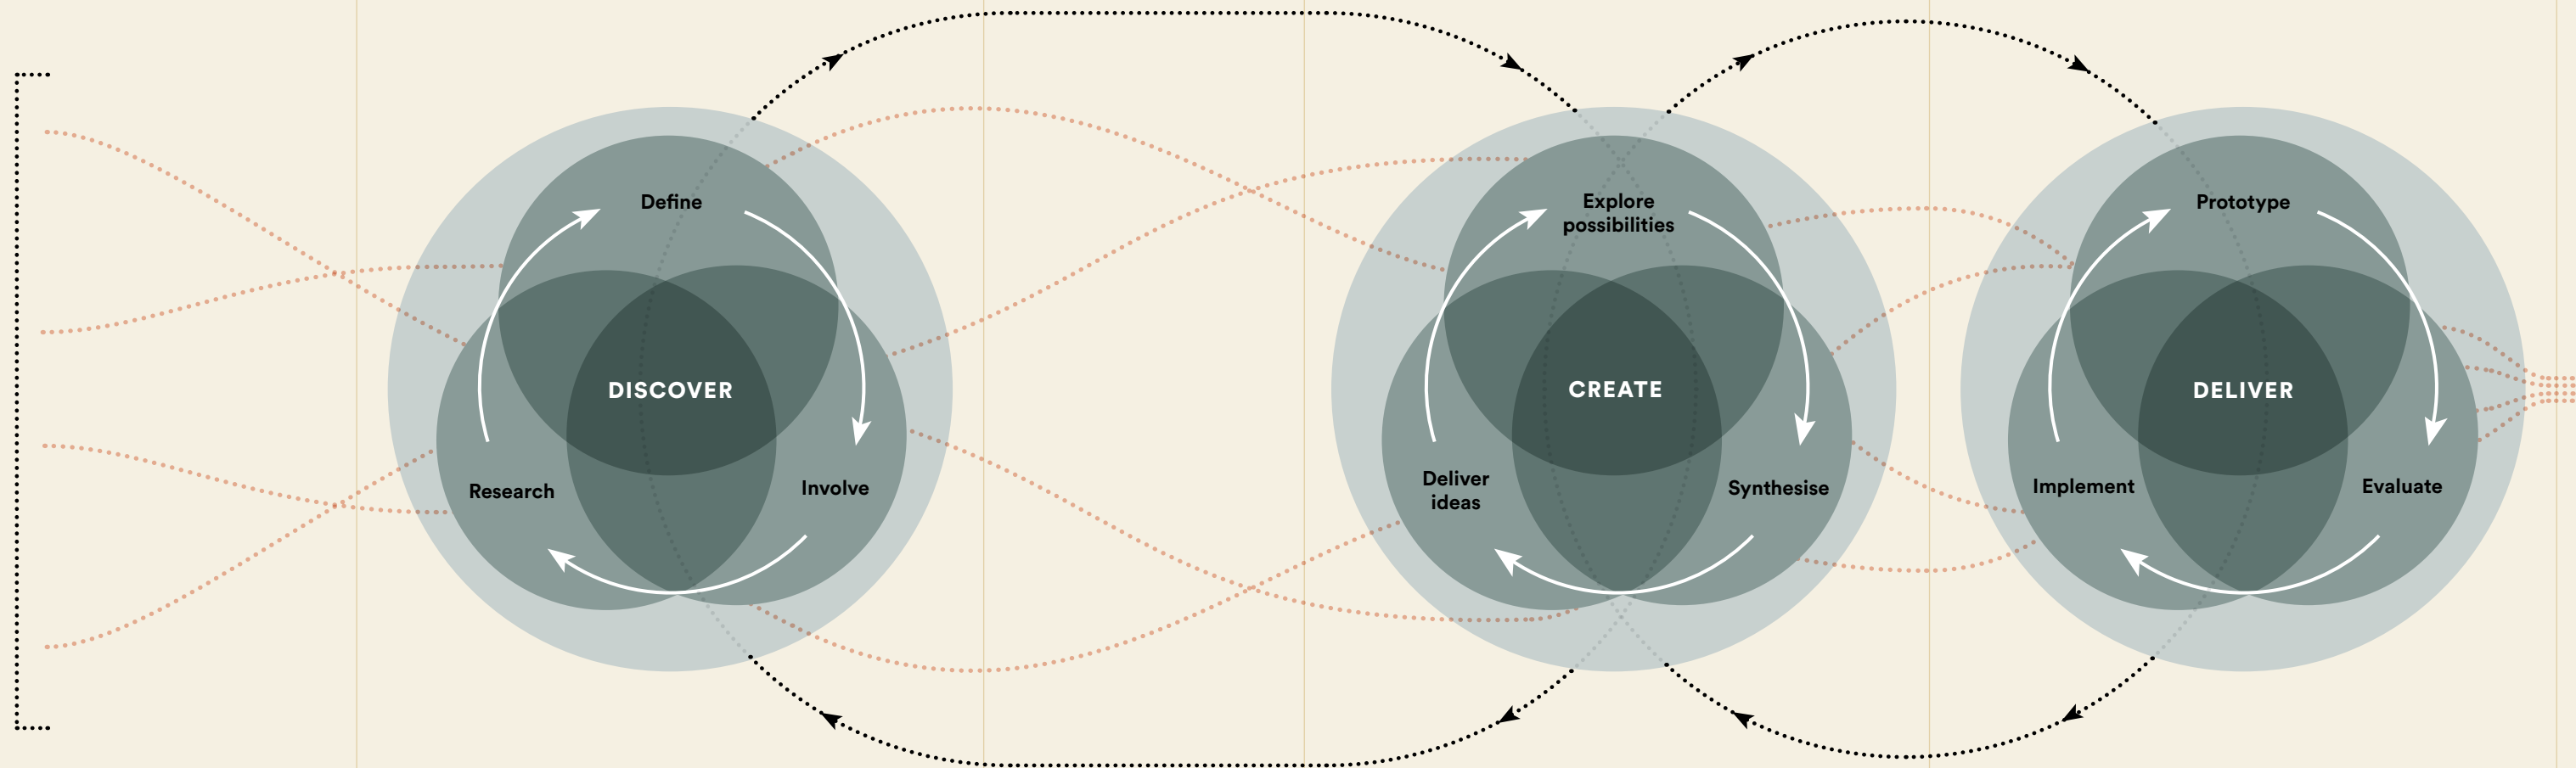 Define
DISCOVER
Research
Involve
Explore
possibilities
CREATE
Deliver
ideas
Synthesise
Prototype
DELIVER
Implement
Evaluate